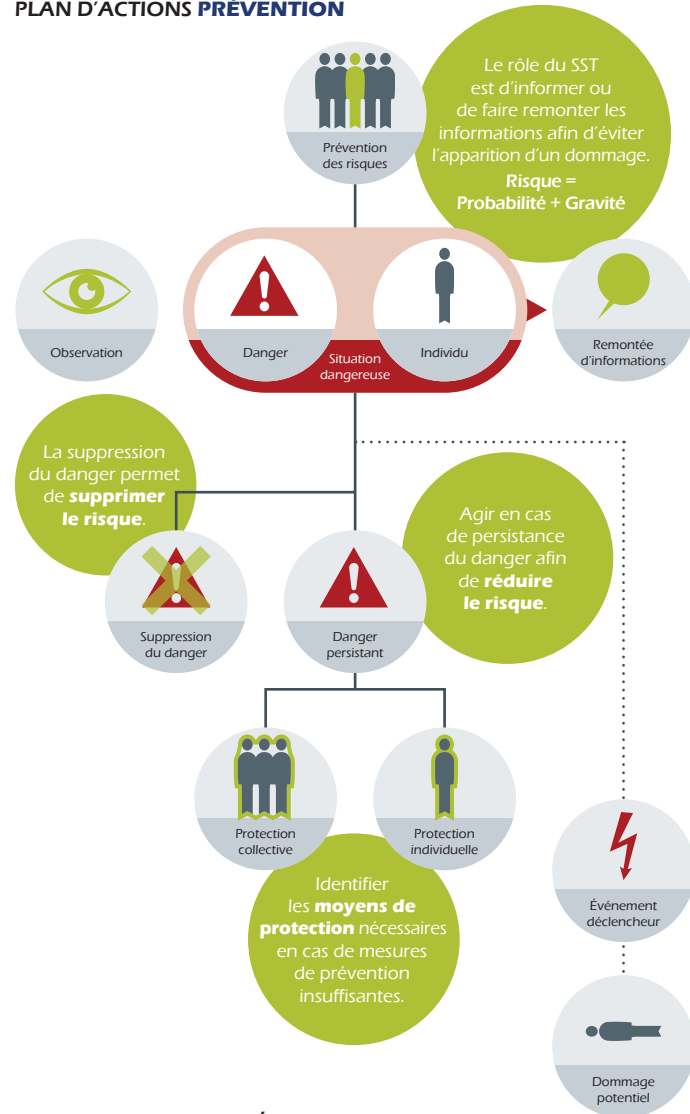 PLAN D'ACTIONS PRÉVENTION
Le rôle du SST
est d'informer ou
de faire remonter les
informations afin d'éviter
l'apparition d'un dommage.
Risque =
Probabilité + Gravité
Prévention
des risques
Observation
Danger
Situation
dangereuse
Individu
Remontée
d'informations
La suppression
du danger permet
de supprimer
le risque.
Agir en cas
de persistance
du danger afin
de réduire
le risque.
Suppression
du danger
Danger
persistant
Protection
collective
Protection
individuelle
Identifier
les moyens de
protection nécessaires
en cas de mesures
de prévention
insuffisantes.
Événement
déclencheur
Dommage
potentiel